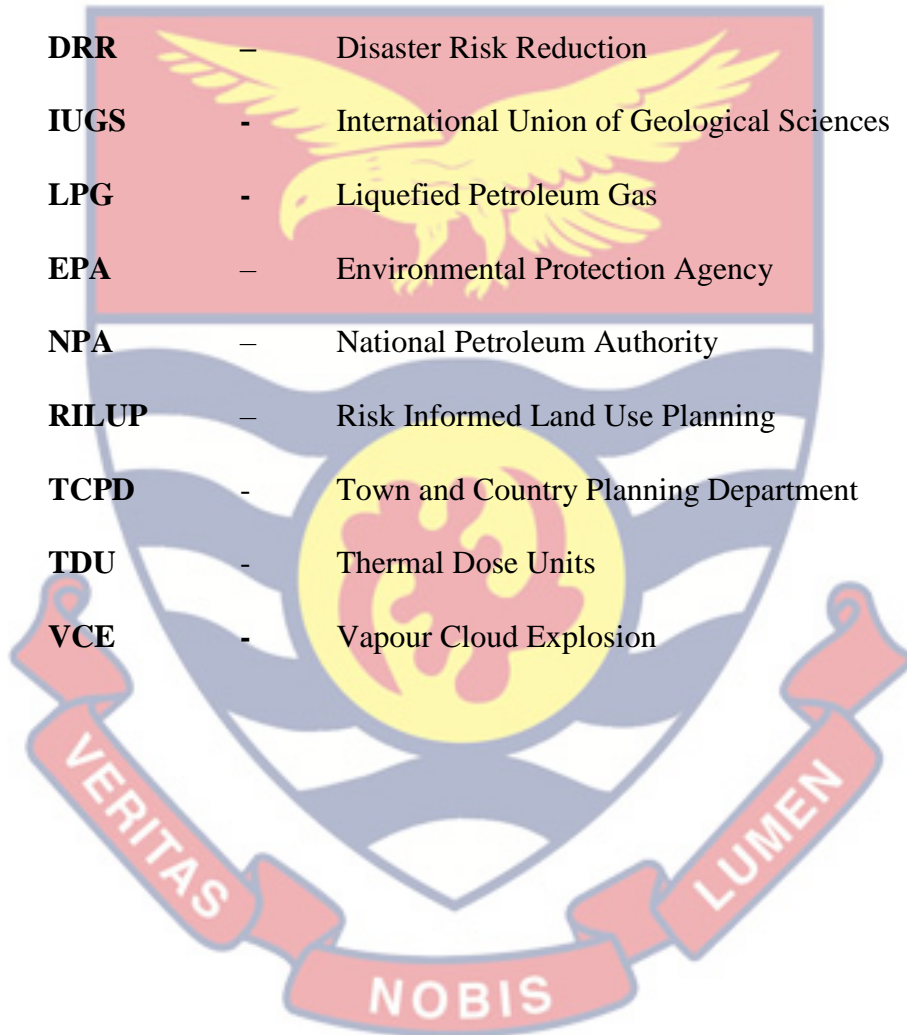 DRR – Disaster Risk Reduction
IUGS - International Union of Geological Sciences
LPG - Liquefied Petroleum Gas
EPA – Environmental Protection Agency
NPA – National Petroleum Authority
RILUP – Risk Informed Land Use Planning
TCPD - Town and Country Planning Department
TDU - Thermal Dose Units
VCE - Vapour Cloud Explosion
VERITAS
NOBIS
LUMEN